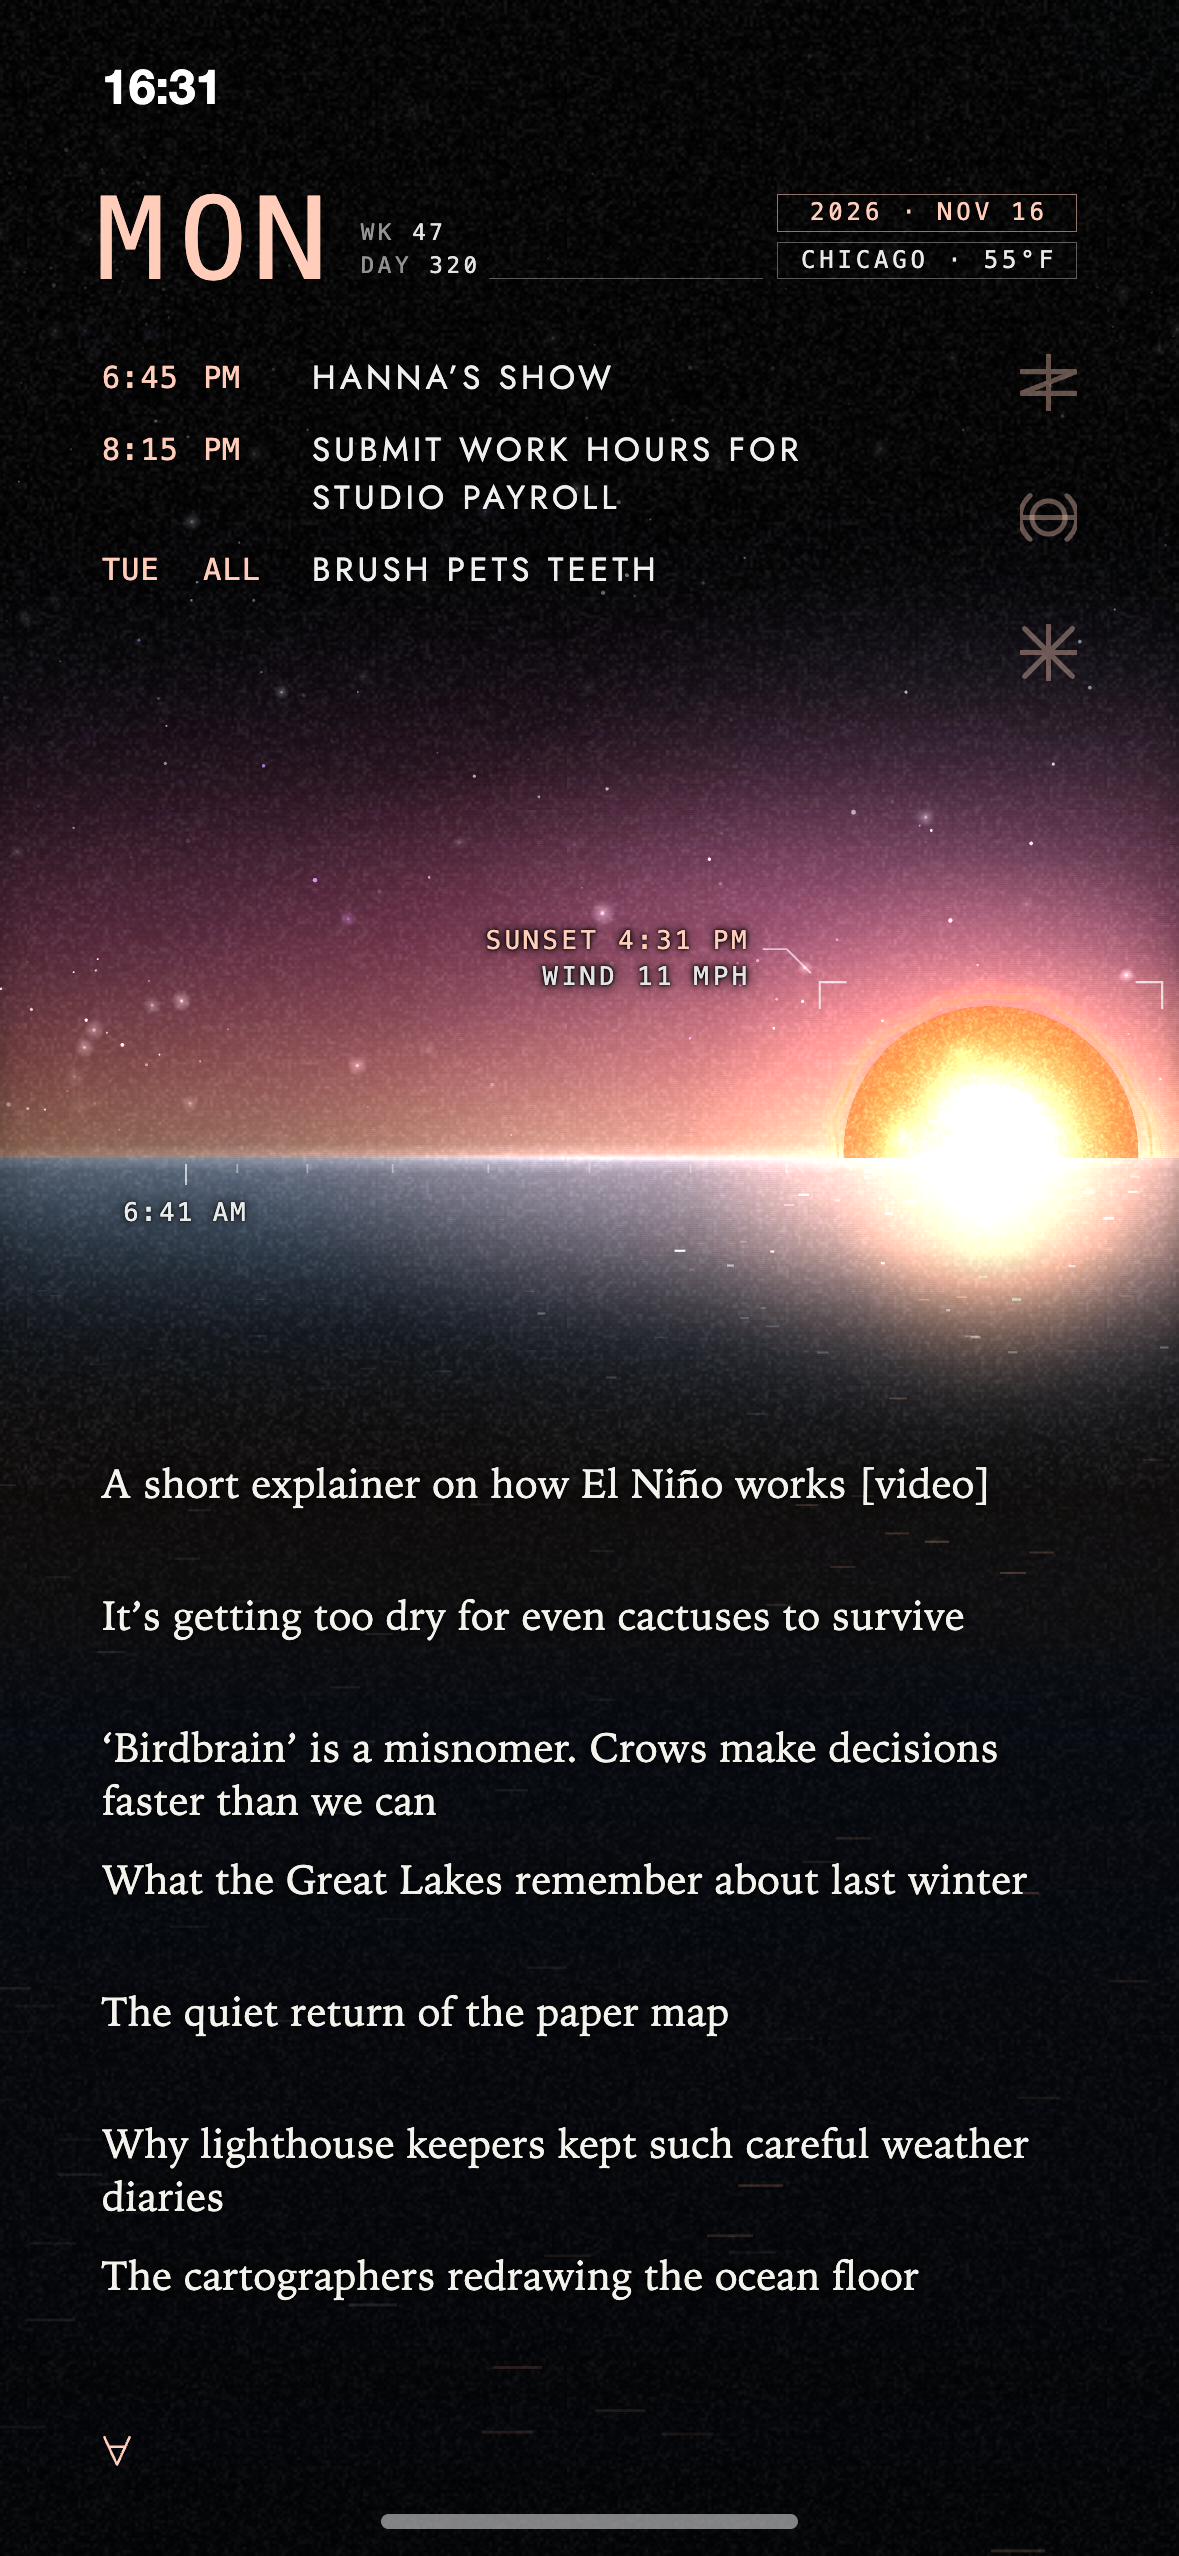 16:31
MON
WK 47
DAY 320
2026 · NOV 16
CHICAGO · 55°F
6:45 PM HANNA’S SHOW
8:15 PM SUBMIT WORK HOURS FOR
STUDIO PAYROLL
TUE ALL BRUSH PETS TEETH
SUNSET 4:31 PM
WIND 11 MPH
6:41 AM
A short explainer on how El Niño works [video]
It’s getting too dry for even cactuses to survive
‘Birdbrain’ is a misnomer. Crows make decisions
faster than we can
What the Great Lakes remember about last winter
The quiet return of the paper map
Why lighthouse keepers kept such careful weather
diaries
The cartographers redrawing the ocean floor